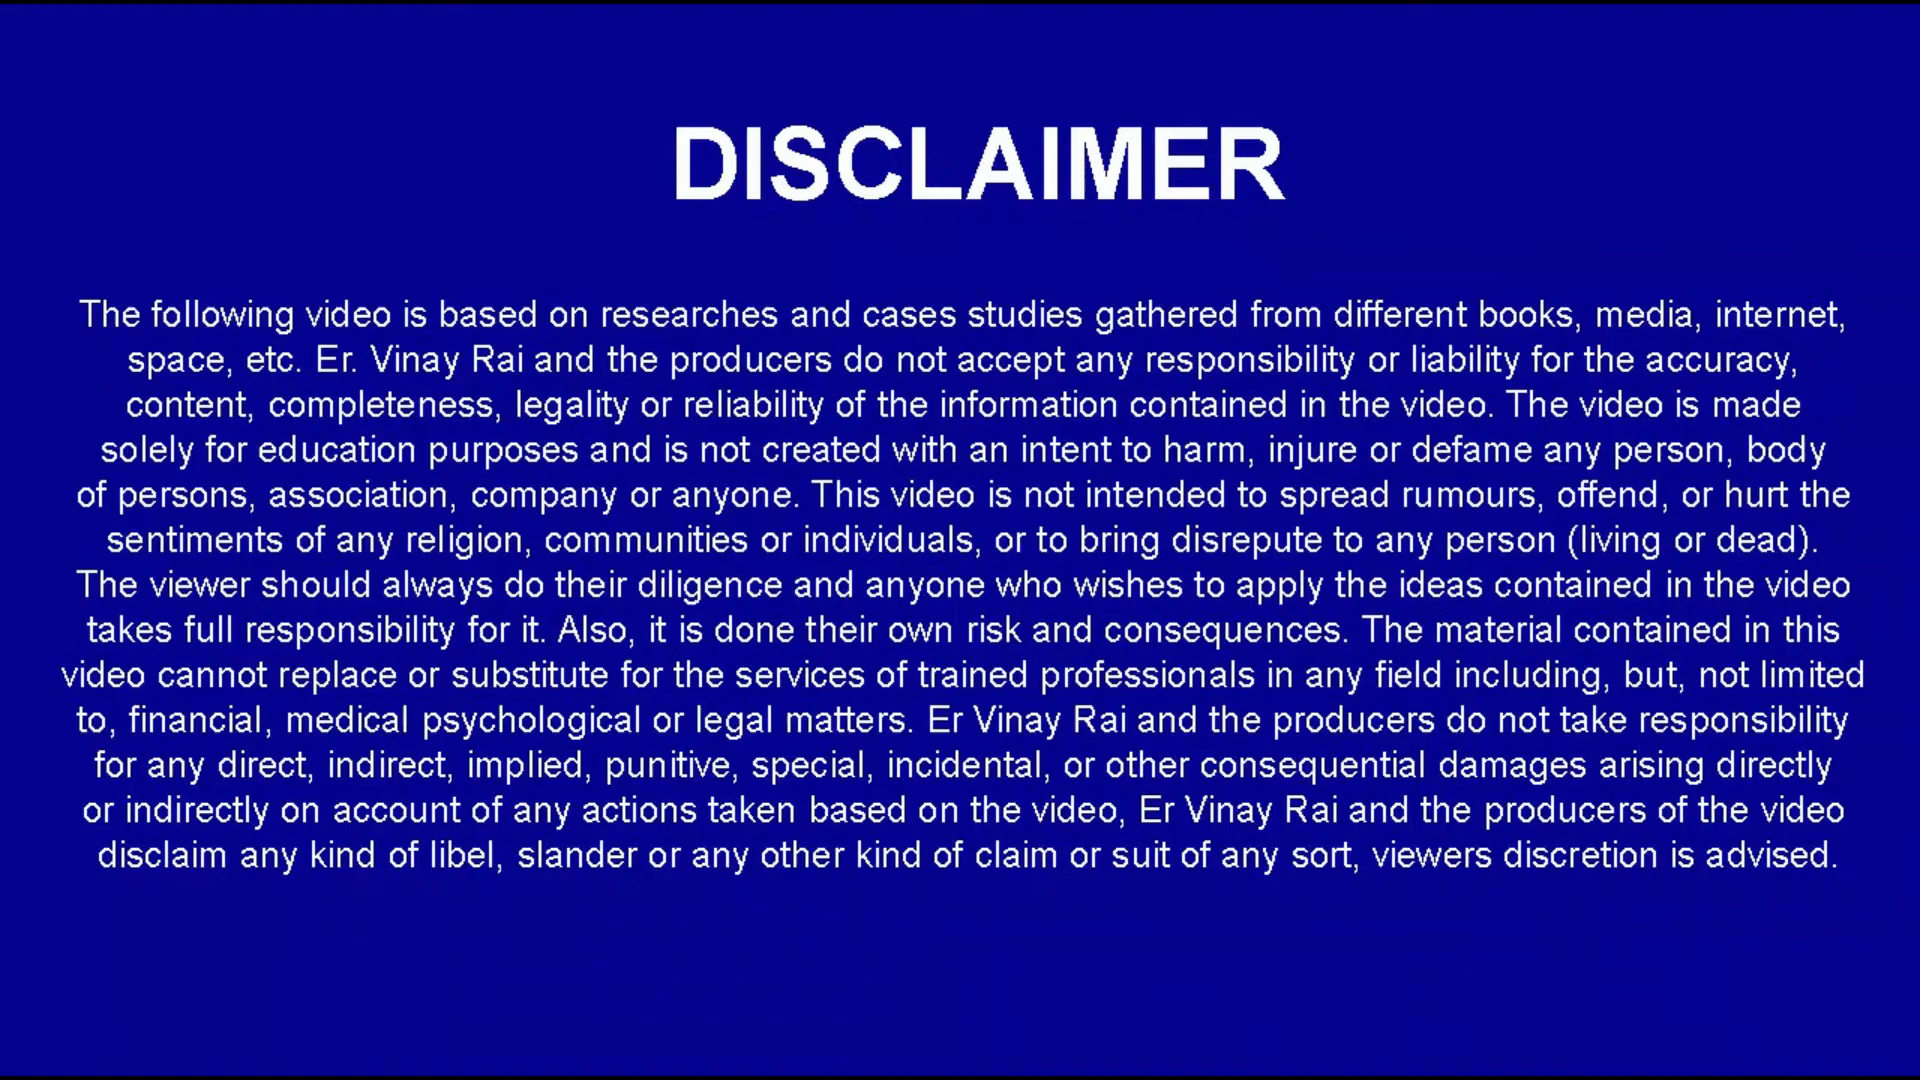 DISCLAIMER
The following video is based on researches and cases studies gathered from different books, media, internet,
space, etc. Er. Vinay Rai and the producers do not accept any responsibility or liability for the accuracy,
content, completeness, legality or reliability of the information contained in the video. The video is made
solely for education purposes and is not created with an intent to harm, injure or defame any person, body
of persons, association, company or anyone. This video is not intended to spread rumours, offend, or hurt the
sentiments of any religion, communities or individuals, or to bring disrepute to any person (living or dead).
The viewer should always do their diligence and anyone who wishes to apply the ideas contained in the video
takes full responsibility for it. Also, it is done their own risk and consequences. The material contained in this
video cannot replace or substitute for the services of trained professionals in any field including, but, not limited
to, financial, medical psychological or legal matters. Er Vinay Rai and the producers do not take responsibility
for any direct, indirect, implied, punitive, special, incidental, or other consequential damages arising directly
or indirectly on account of any actions taken based on the video, Er Vinay Rai and the producers of the video
disclaim any kind of libel, slander or any other kind of claim or suit of any sort, viewers discretion is advised.